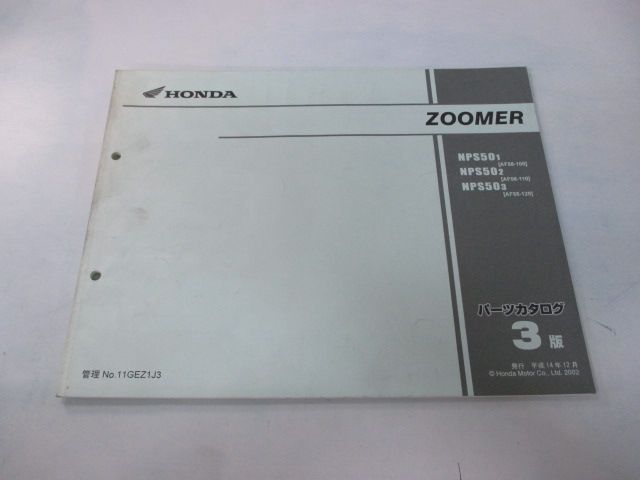 HONDA
ZOOMER
NPS501
[AF58-100]
NPS502
[AF58-110]
NPS503
[AF58-120]
パーツカタログ
3版
発行 平成14年12月
© Honda Motor Co., Ltd. 2002
管理 No.11GEZ1J3